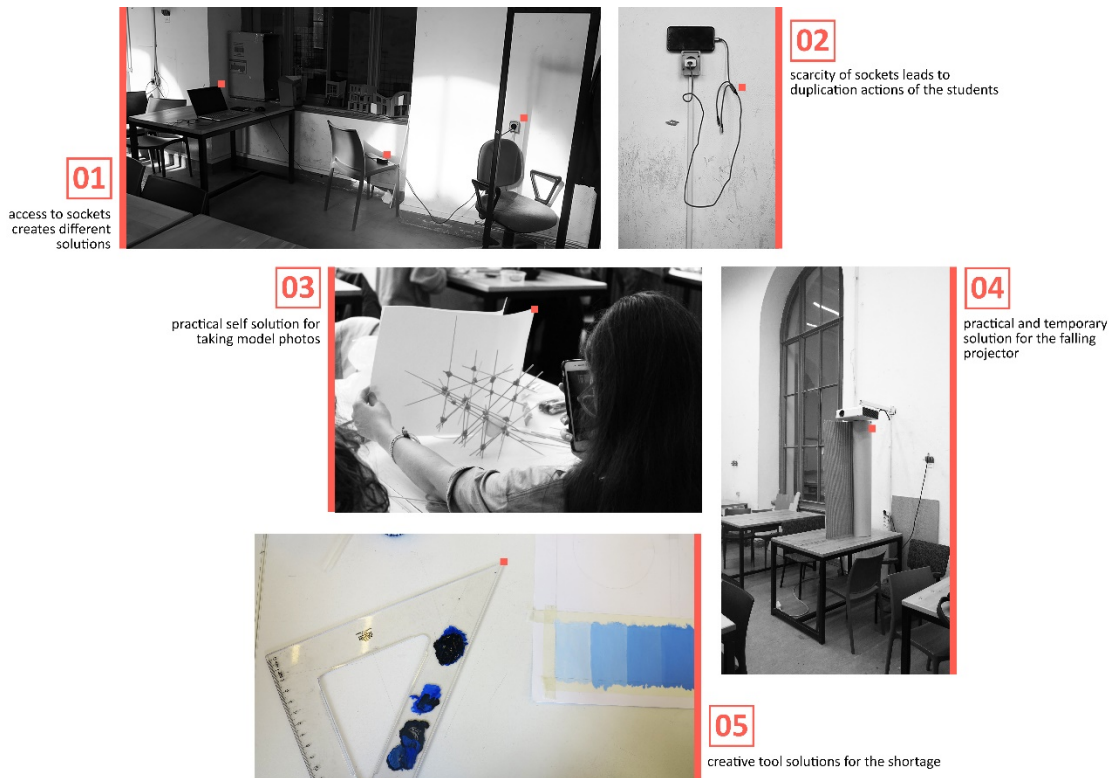 01
access to sockets
creates different
solutions
02
scarcity of sockets leads to
duplication actions of the students
03
practical self solution for
taking model photos
04
practical and temporary
solution for the falling
projector
05
creative tool solutions for the shortage